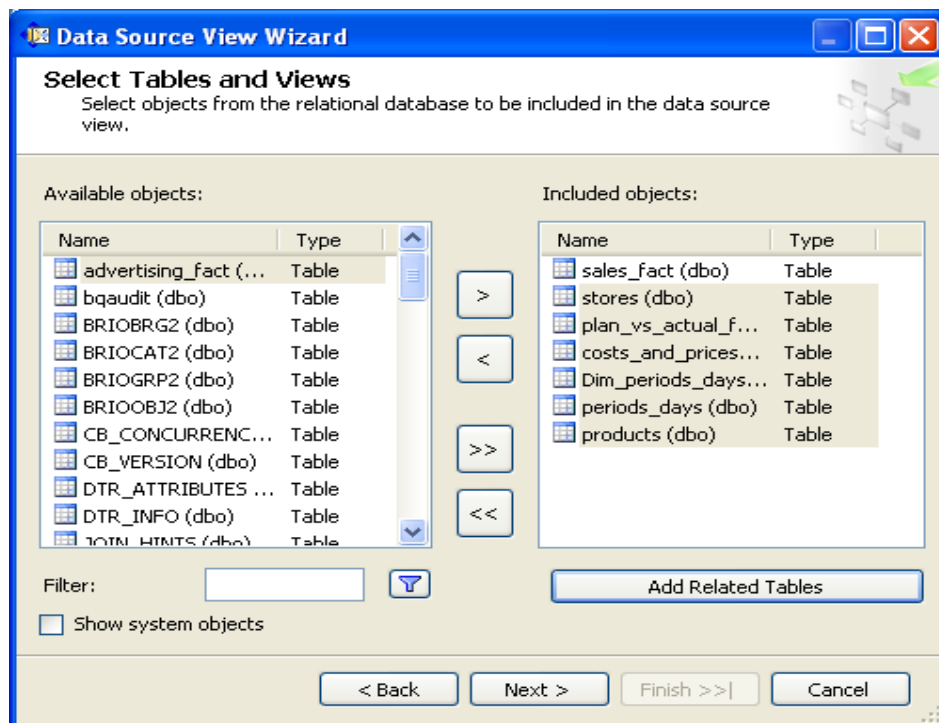 Data Source View Wizard
Select Tables and Views
Select objects from the relational database to be included in the data source
view.
Available objects:
Name Type
advertising_fact (... Table
bqaudit (dbo) Table
BRIOBRG2 (dbo) Table
BRIOCAT2 (dbo) Table
BRIOGRP2 (dbo) Table
BRIOOBJ2 (dbo) Table
CB_CONCURRENC... Table
CB_VERSION (dbo) Table
DTR_ATTRIBUTES ... Table
DTR_INFO (dbo) Table
JOIN_HINTS (dbo) Table
>
<
>>
<<
Included objects:
Name Type
sales_fact (dbo) Table
stores (dbo) Table
plan_vs_actual_f... Table
costs_and_prices... Table
Dim_periods_days... Table
periods_days (dbo) Table
products (dbo) Table
Filter:
Add Related Tables
Show system objects
< Back Next > Finish >>| Cancel